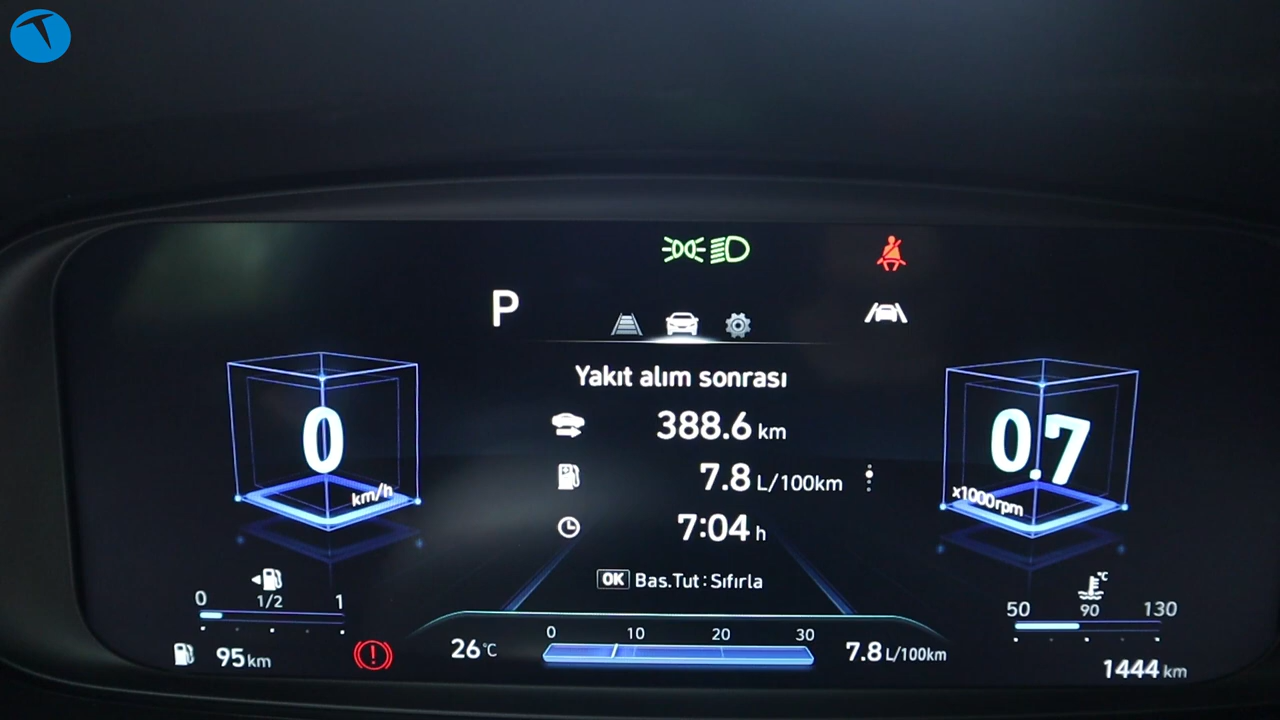 P
Yakıt alım sonrası
388.6 km
7.8 L/100km
7:04 h
OK Bas.Tut : Sıfırla
0
km/h
0.7
x1000rpm
0 1/2 1
95 km
26 °C
0 10 20 30
7.8 L/100km
°C
50 90 130
1444 km